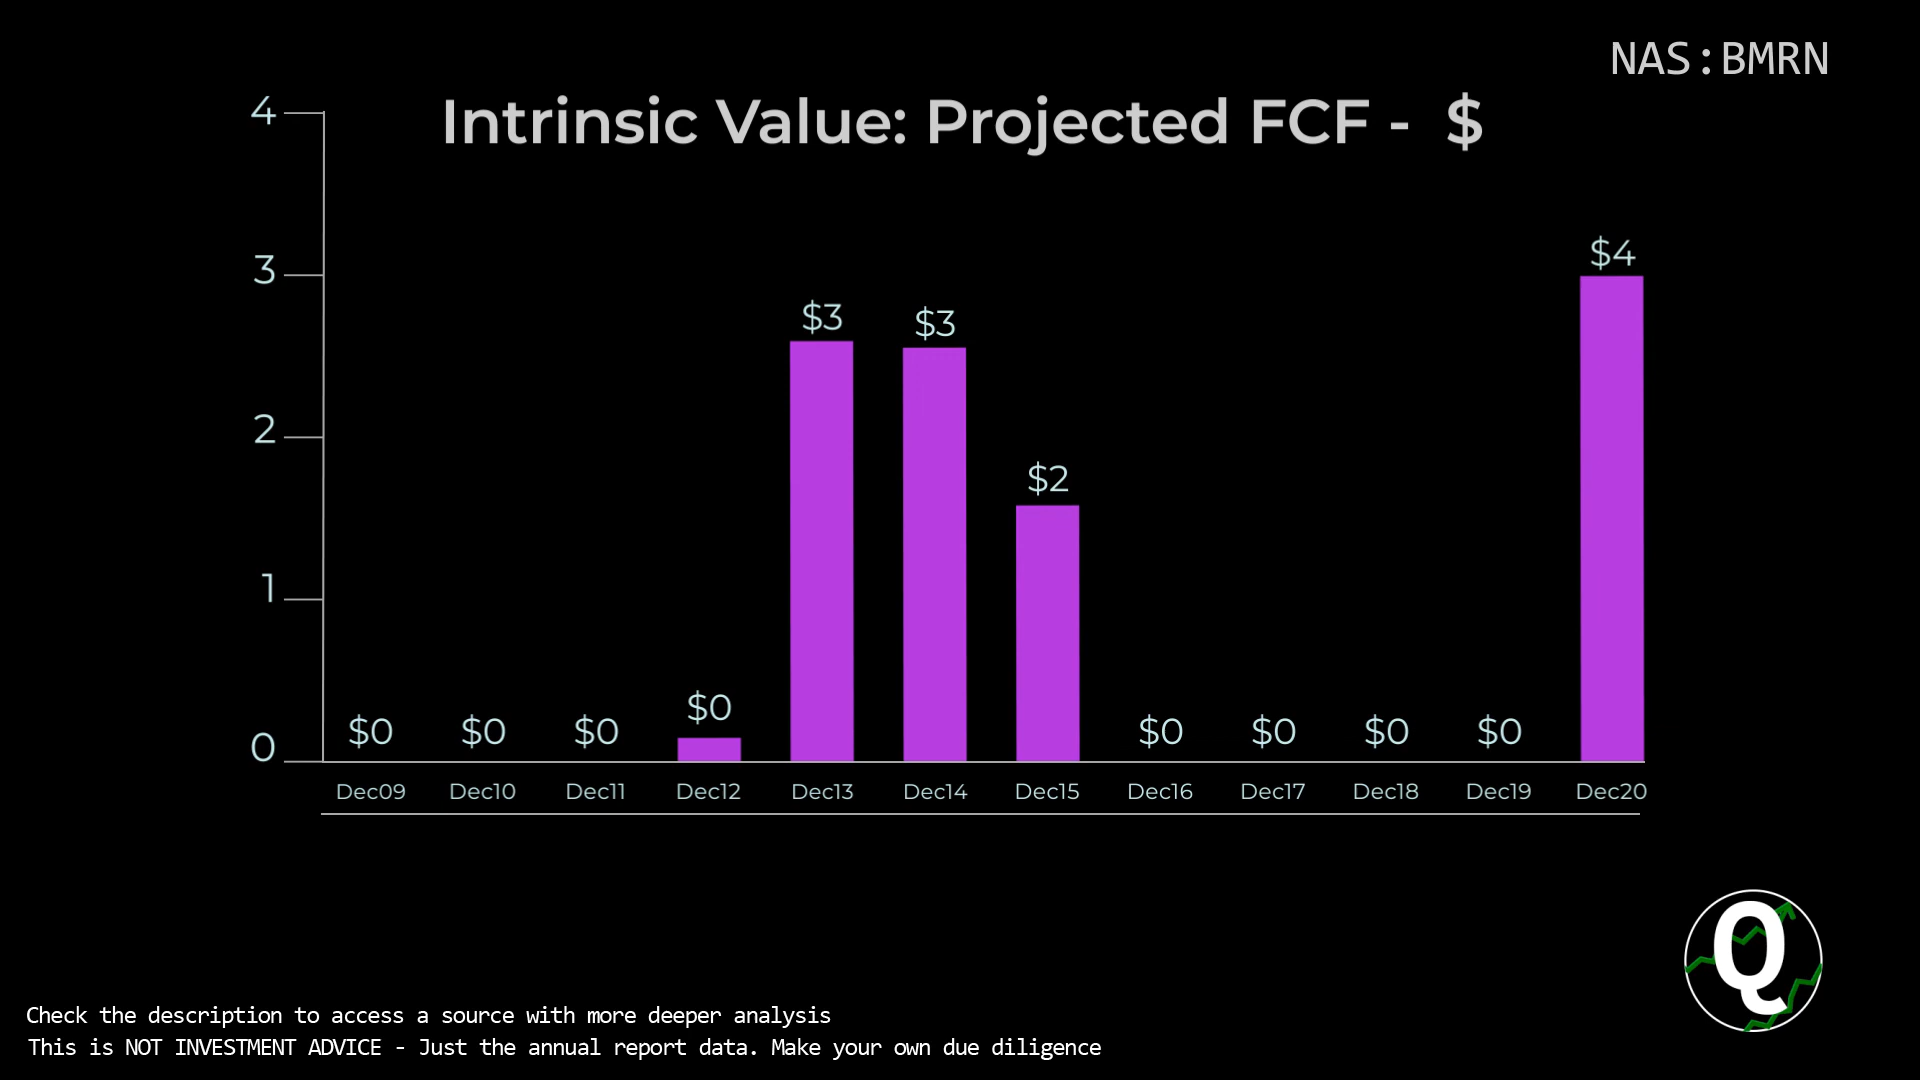 NAS:BMRN
Intrinsic Value: Projected FCF - $
4
3
2
1
0
$0 $0 $0 $0 $3 $3 $2 $0 $0 $0 $0 $4
Dec09 Dec10 Dec11 Dec12 Dec13 Dec14 Dec15 Dec16 Dec17 Dec18 Dec19 Dec20
Q
Check the description to access a source with more deeper analysis
This is NOT INVESTMENT ADVICE - Just the annual report data. Make your own due diligence